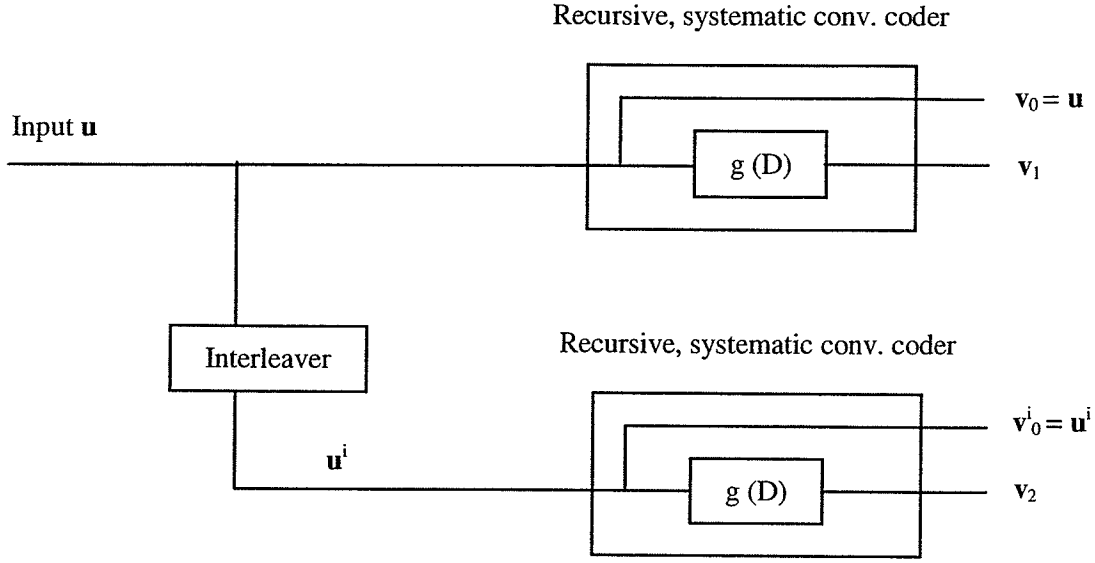 Recursive, systematic conv. coder
v₀ = u
Input u
g (D)
v₁
Interleaver
Recursive, systematic conv. coder
vⁱ₀ = uⁱ
uⁱ
g (D)
v₂